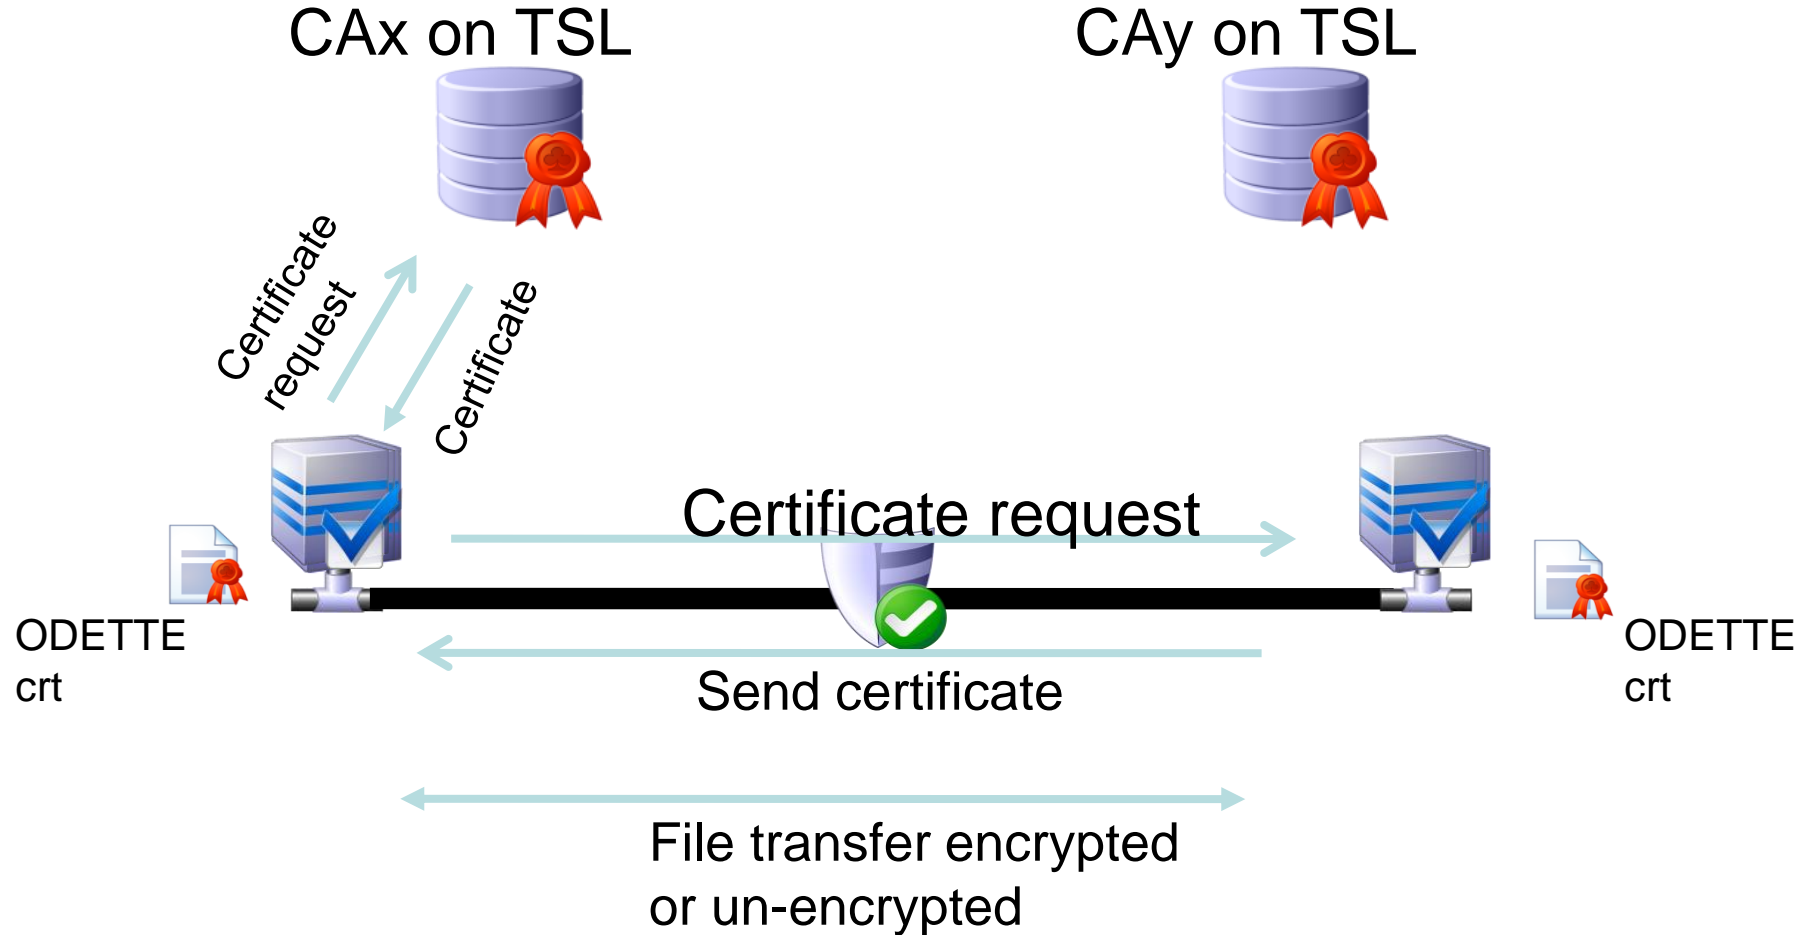 CAx on TSL
CAy on TSL
Certificate
request
Certificate
Certificate request
ODETTE
crt
ODETTE
crt
Send certificate
File transfer encrypted
or un-encrypted